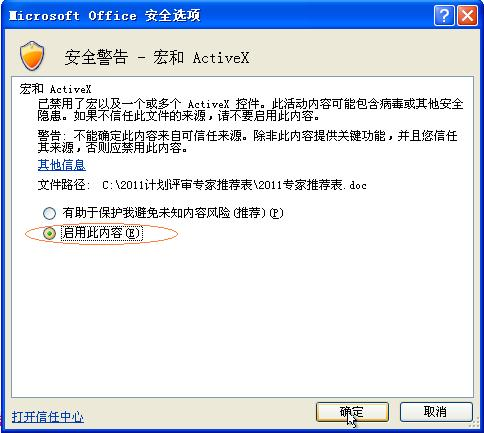 Microsoft Office 安全选项
安全警告 - 宏和 ActiveX
宏和 ActiveX
已禁用了宏以及一个或多个 ActiveX 控件。此活动内容可能包含病毒或其他安全
隐患。如果不信任此文件的来源，请不要启用此内容。
警告: 不能确定此内容来自可信任来源。除非此内容提供关键功能，并且您信任
其来源，否则应禁用此内容。
其他信息
文件路径: C:\2011计划评审专家推荐表\2011专家推荐表.doc
有助于保护我避免未知内容风险(推荐)(P)
启用此内容(E)
打开信任中心
确定
取消